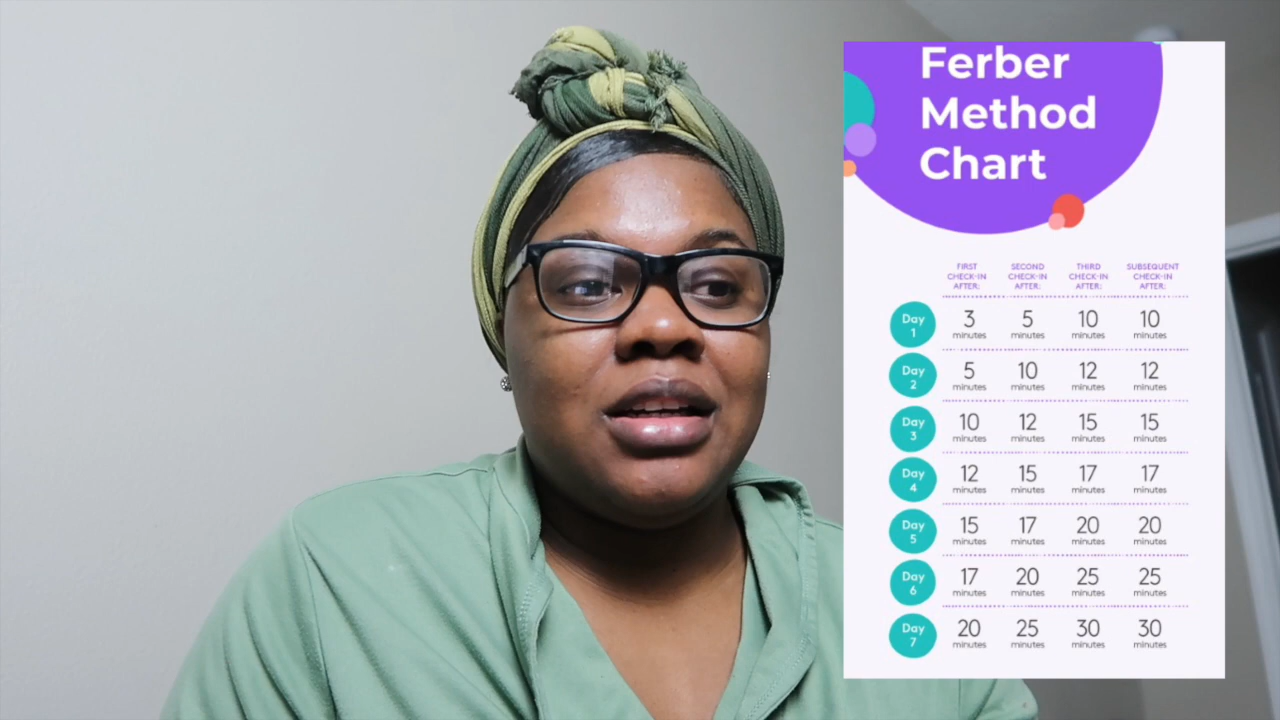 Ferber
Method
Chart
FIRST CHECK-IN AFTER: SECOND CHECK-IN AFTER: THIRD CHECK-IN AFTER: SUBSEQUENT CHECK-IN AFTER:
Day 1 3 minutes 5 minutes 10 minutes 10 minutes
Day 2 5 minutes 10 minutes 12 minutes 12 minutes
Day 3 10 minutes 12 minutes 15 minutes 15 minutes
Day 4 12 minutes 15 minutes 17 minutes 17 minutes
Day 5 15 minutes 17 minutes 20 minutes 20 minutes
Day 6 17 minutes 20 minutes 25 minutes 25 minutes
Day 7 20 minutes 25 minutes 30 minutes 30 minutes